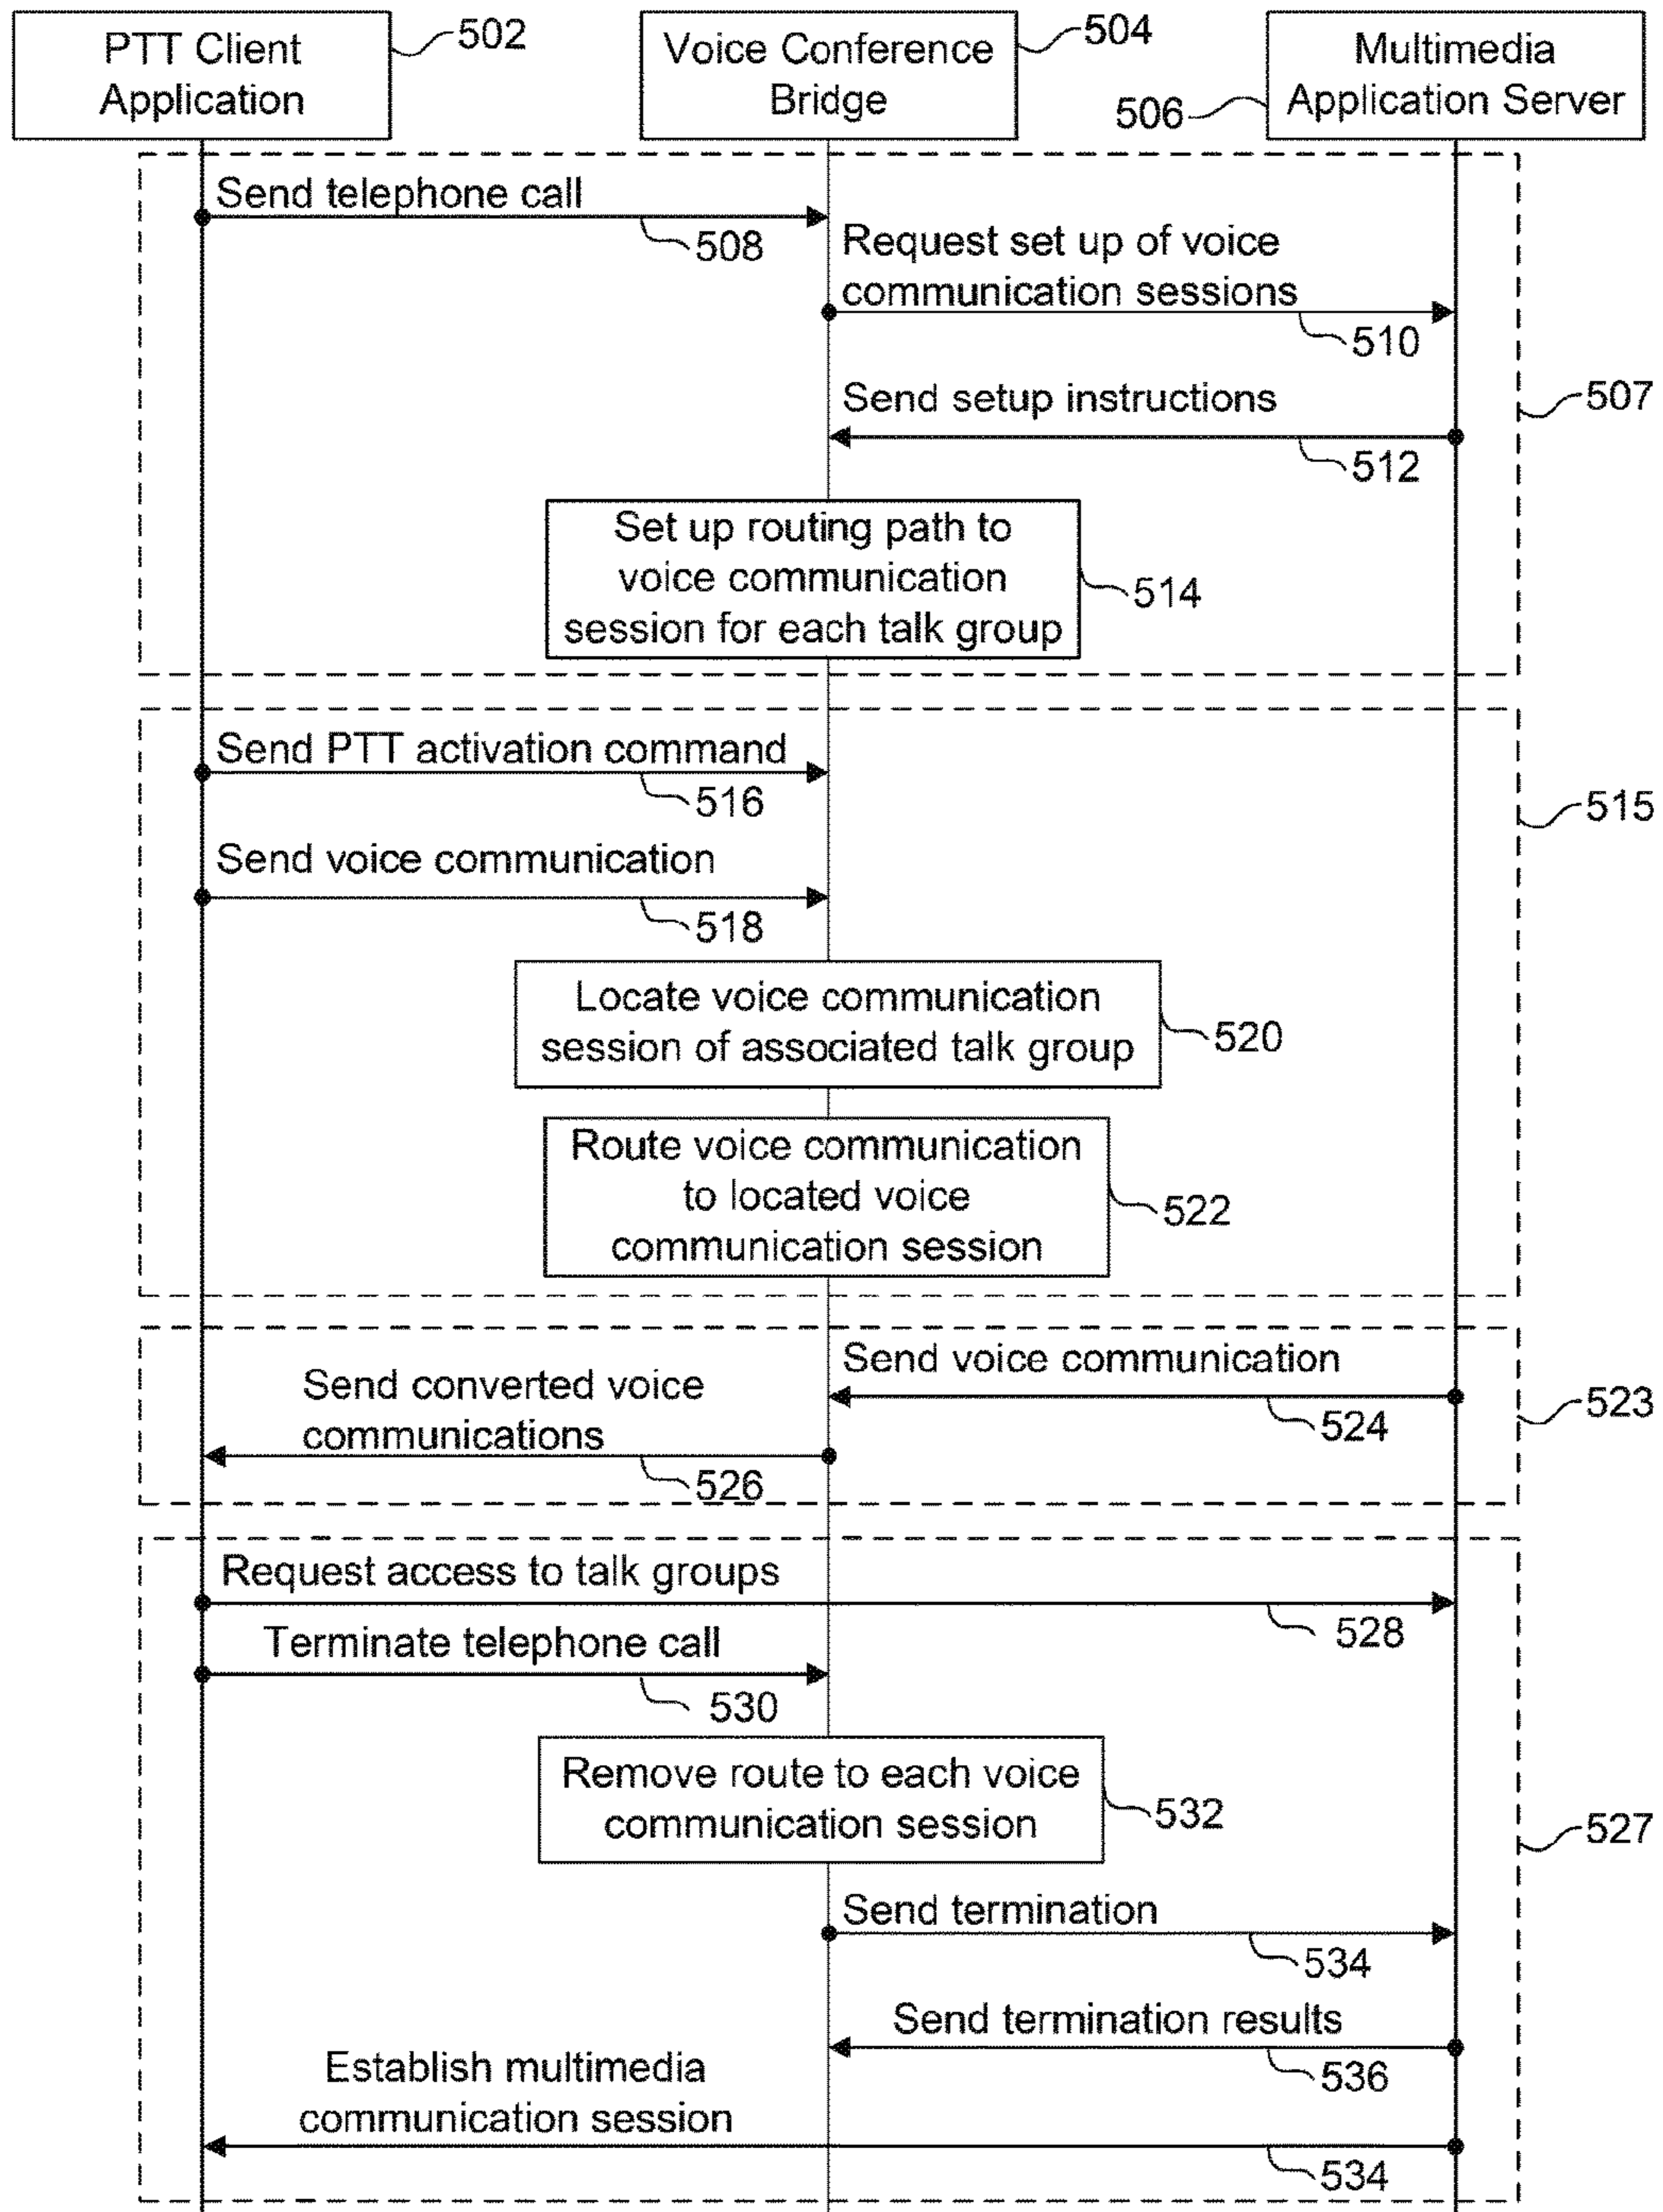 PTT Client
Application
502
Voice Conference
Bridge
504
Multimedia
Application Server
506
Send telephone call
508
Request set up of voice
communication sessions
510
Send setup instructions
512
507
Set up routing path to
voice communication
session for each talk group
514
Send PTT activation command
516
515
Send voice communication
518
Locate voice communication
session of associated talk group
520
Route voice communication
to located voice
communication session
522
Send voice communication
524
523
Send converted voice
communications
526
Request access to talk groups
528
Terminate telephone call
530
Remove route to each voice
communication session
532
527
Send termination
534
Send termination results
536
Establish multimedia
communication session
534